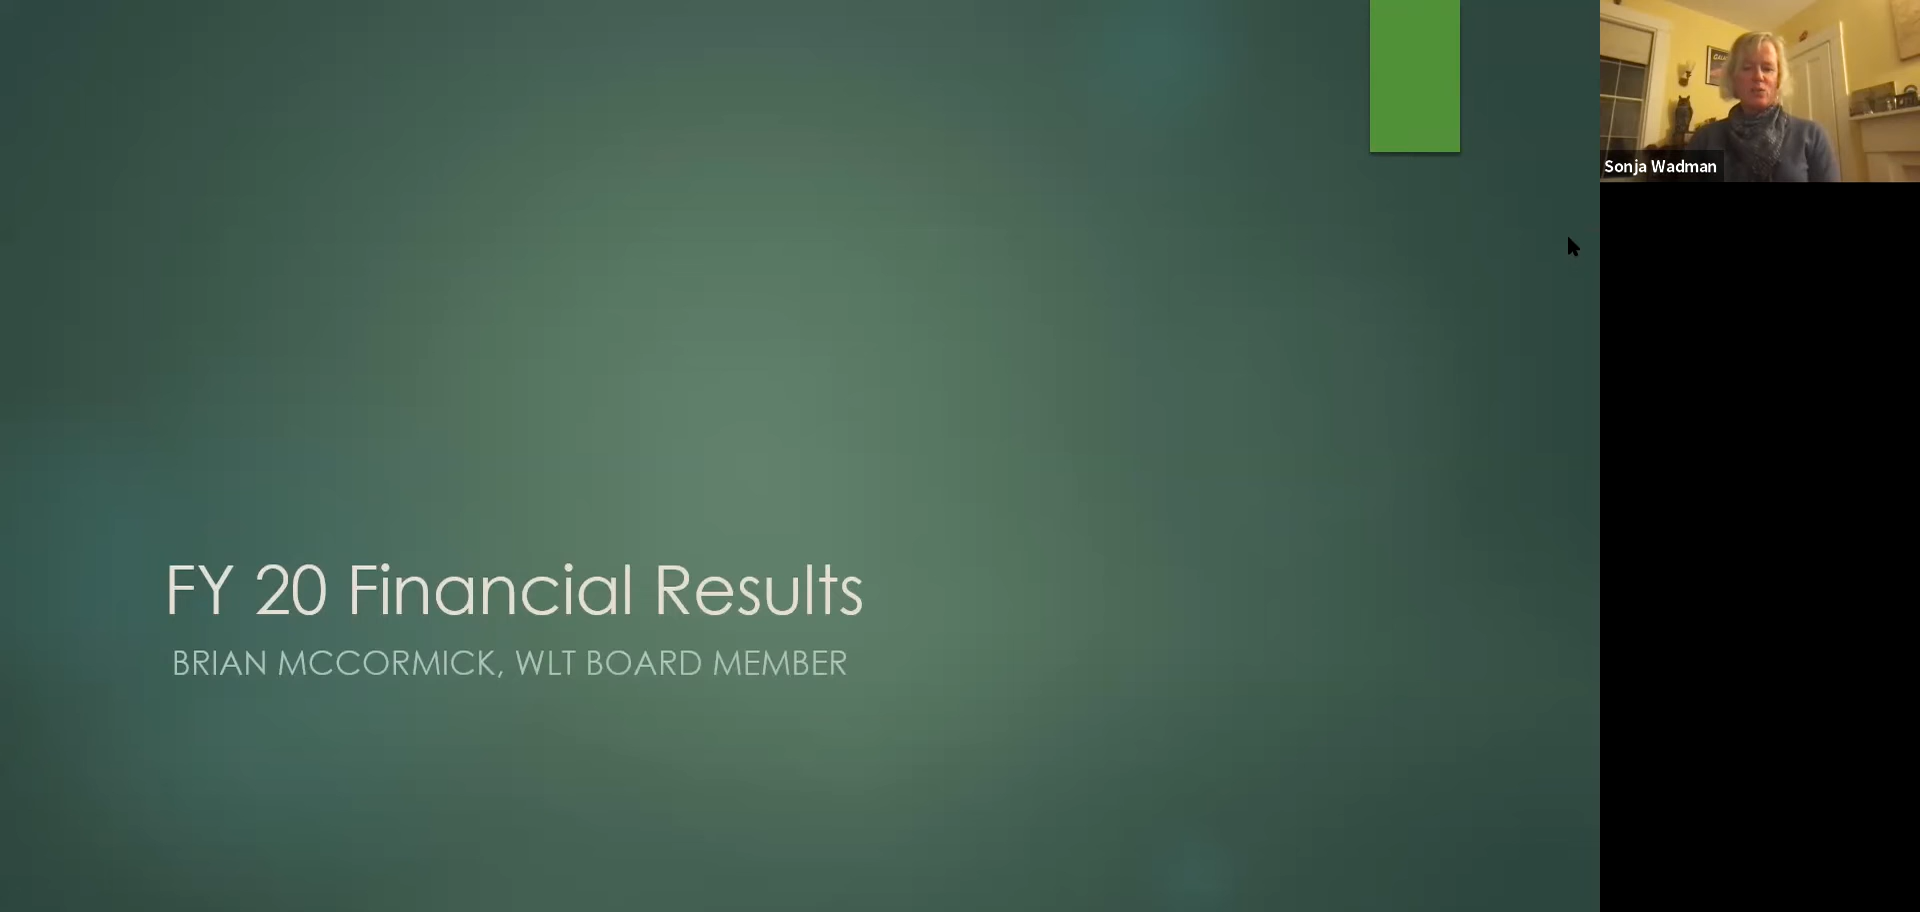 FY 20 Financial Results
BRIAN MCCORMICK, WLT BOARD MEMBER
Sonja Wadman